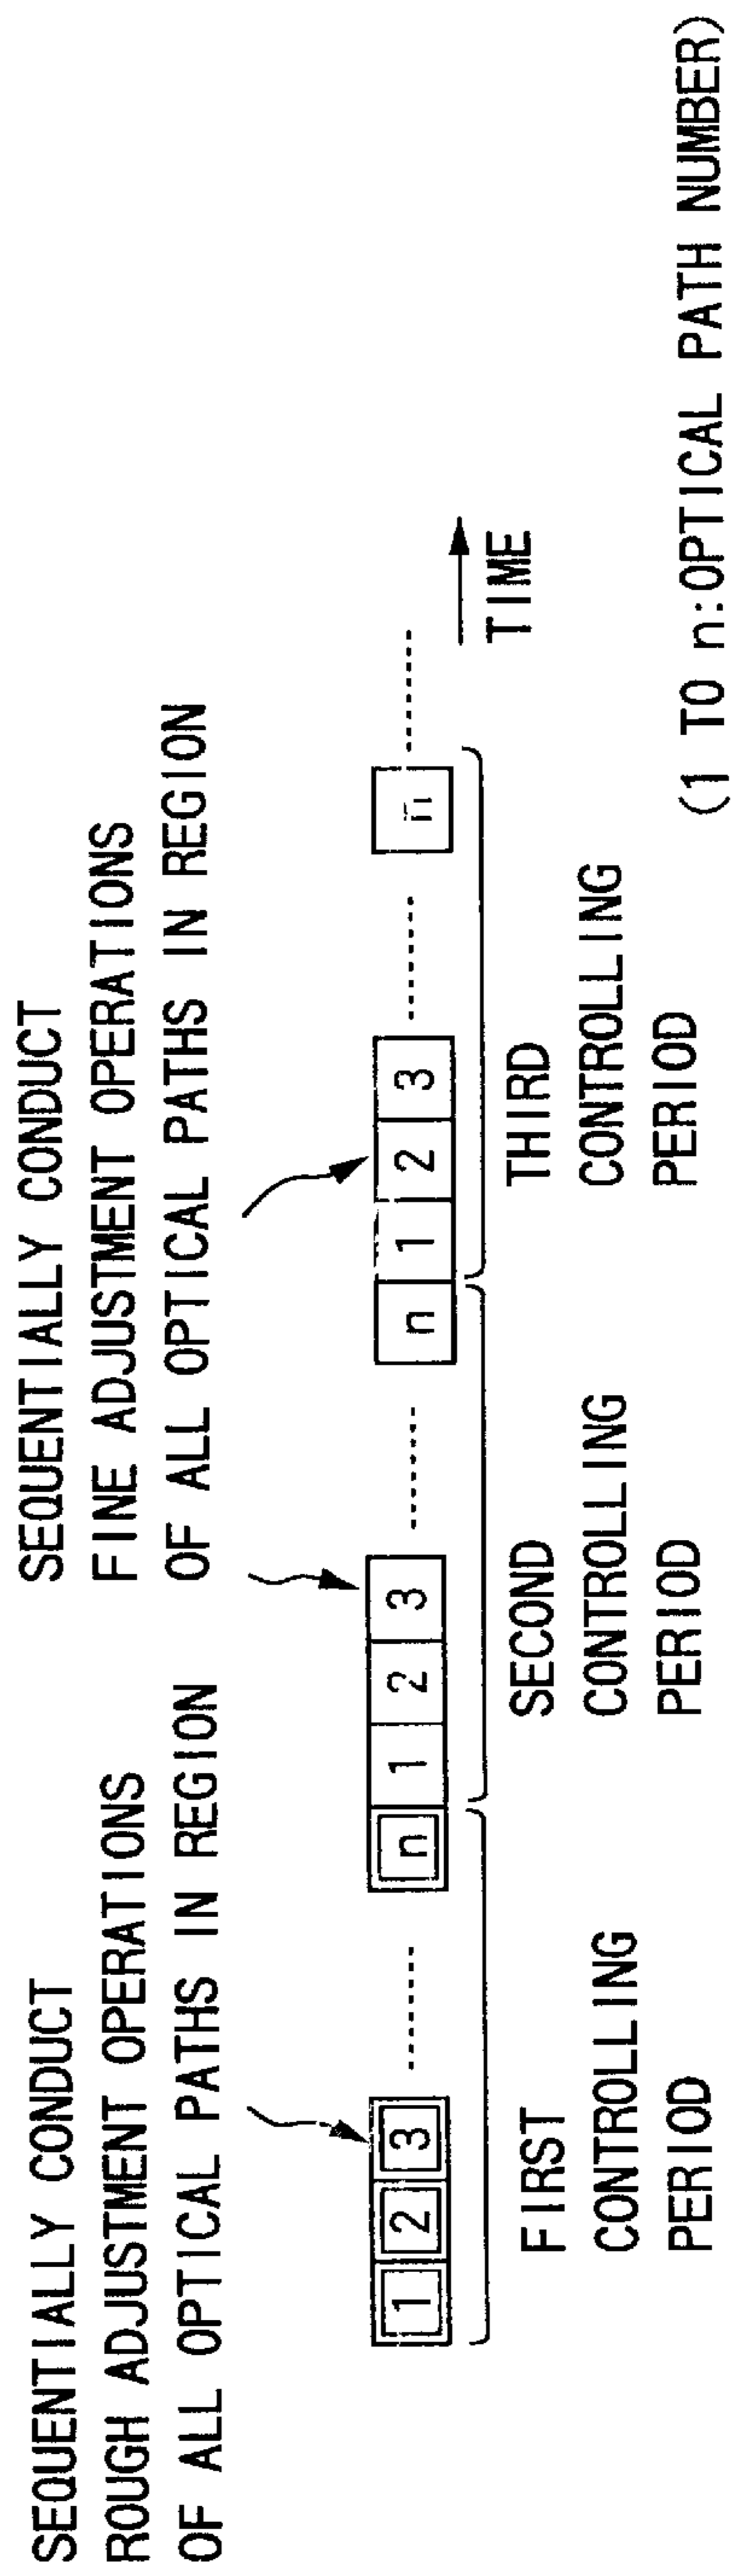 SEQUENTIALLY CONDUCT
ROUGH ADJUSTMENT OPERATIONS
OF ALL OPTICAL PATHS IN REGION
SEQUENTIALLY CONDUCT
FINE ADJUSTMENT OPERATIONS
OF ALL OPTICAL PATHS IN REGION
1 2 3 n 1 2 3 n 1 2 3 n
TIME
FIRST
CONTROLLING
PERIOD
SECOND
CONTROLLING
PERIOD
THIRD
CONTROLLING
PERIOD
(1 TO n:OPTICAL PATH NUMBER)